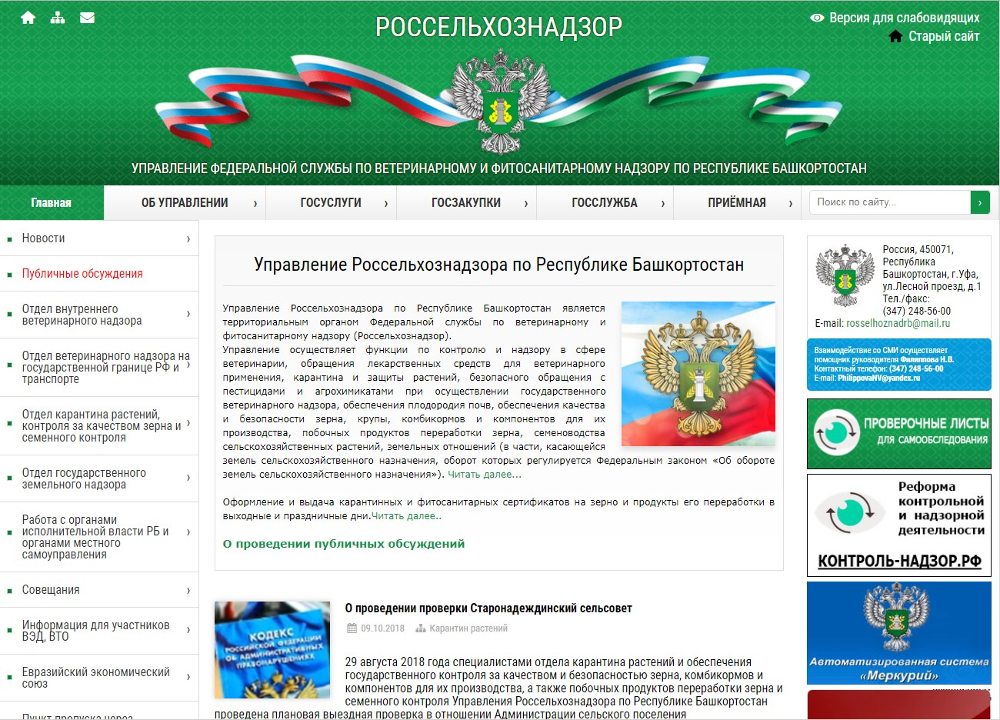 РОССЕЛЬХОЗНАДЗОР
Версия для слабовидящих
Старый сайт
УПРАВЛЕНИЕ ФЕДЕРАЛЬНОЙ СЛУЖБЫ ПО ВЕТЕРИНАРНОМУ И ФИТОСАНИТАРНОМУ НАДЗОРУ ПО РЕСПУБЛИКЕ БАШКОРТОСТАН
Главная
ОБ УПРАВЛЕНИИ ›
ГОСУСЛУГИ ›
ГОСЗАКУПКИ ›
ГОССЛУЖБА ›
ПРИЁМНАЯ ›
Поиск по сайту... ›
Новости ›
Публичные обсуждения
Отдел внутреннего ›
ветеринарного надзора
Отдел ветеринарного надзора на
государственной границе РФ и ›
транспорте
Отдел карантина растений,
контроля за качеством зерна и ›
семенного контроля
Отдел государственного ›
земельного надзора
Работа с органами
исполнительной власти РБ и ›
органами местного
самоуправления
Совещания ›
Информация для участников ›
ВЭД, ВТО
Евразийский экономический ›
союз
Пункт пропуска через
Управление Россельхознадзора по Республике Башкортостан
Управление Россельхознадзора по Республике Башкортостан является
территориальным органом Федеральной службы по ветеринарному и
фитосанитарному надзору (Россельхознадзор).
Управление осуществляет функции по контролю и надзору в сфере
ветеринарии, обращения лекарственных средств для ветеринарного
применения, карантина и защиты растений, безопасного обращения с
пестицидами и агрохимикатами при осуществлении государственного
ветеринарного надзора, обеспечения плодородия почв, обеспечения качества
и безопасности зерна, крупы, комбикормов и компонентов для их
производства, побочных продуктов переработки зерна, семеноводства
сельскохозяйственных растений, земельных отношений (в части, касающейся
земель сельскохозяйственного назначения, оборот которых регулируется Федеральным законом «Об обороте
земель сельскохозяйственного назначения»). Читать далее...
Оформление и выдача карантинных и фитосанитарных сертификатов на зерно и продукты его переработки в
выходные и праздничные дни.Читать далее..
О проведении публичных обсуждений
КОДЕКС
РОССИЙСКОЙ ФЕДЕРАЦИИ
ОБ АДМИНИСТРАТИВНЫХ
ПРАВОНАРУШЕНИЯХ
О проведении проверки Старонадеждинский сельсовет
09.10.2018 Карантин растений
29 августа 2018 года специалистами отдела карантина растений и обеспечения
государственного контроля за качеством и безопасностью зерна, комбикормов и
компонентов для их производства, а также побочных продуктов переработки зерна и
семенного контроля Управления Россельхознадзора по Республике Башкортостан
проведена плановая выездная проверка в отношении Администрации сельского поселения
Россия, 450071,
Республика
Башкортостан, г.Уфа,
ул.Лесной проезд, д.1
Тел./факс:
(347) 248-56-00
E-mail: rosselhoznadrb@mail.ru
Взаимодействие со СМИ осуществляет
помощник руководителя Филиппова Н.В.
Контактный телефон: (347) 248-56-00
E-mail: PhilippovaNV@yandex.ru
ПРОВЕРОЧНЫЕ ЛИСТЫ
ДЛЯ САМООБСЛЕДОВАНИЯ
Реформа
контрольной
и надзорной
деятельности
КОНТРОЛЬ-НАДЗОР.РФ
Автоматизированная система
«Меркурий»